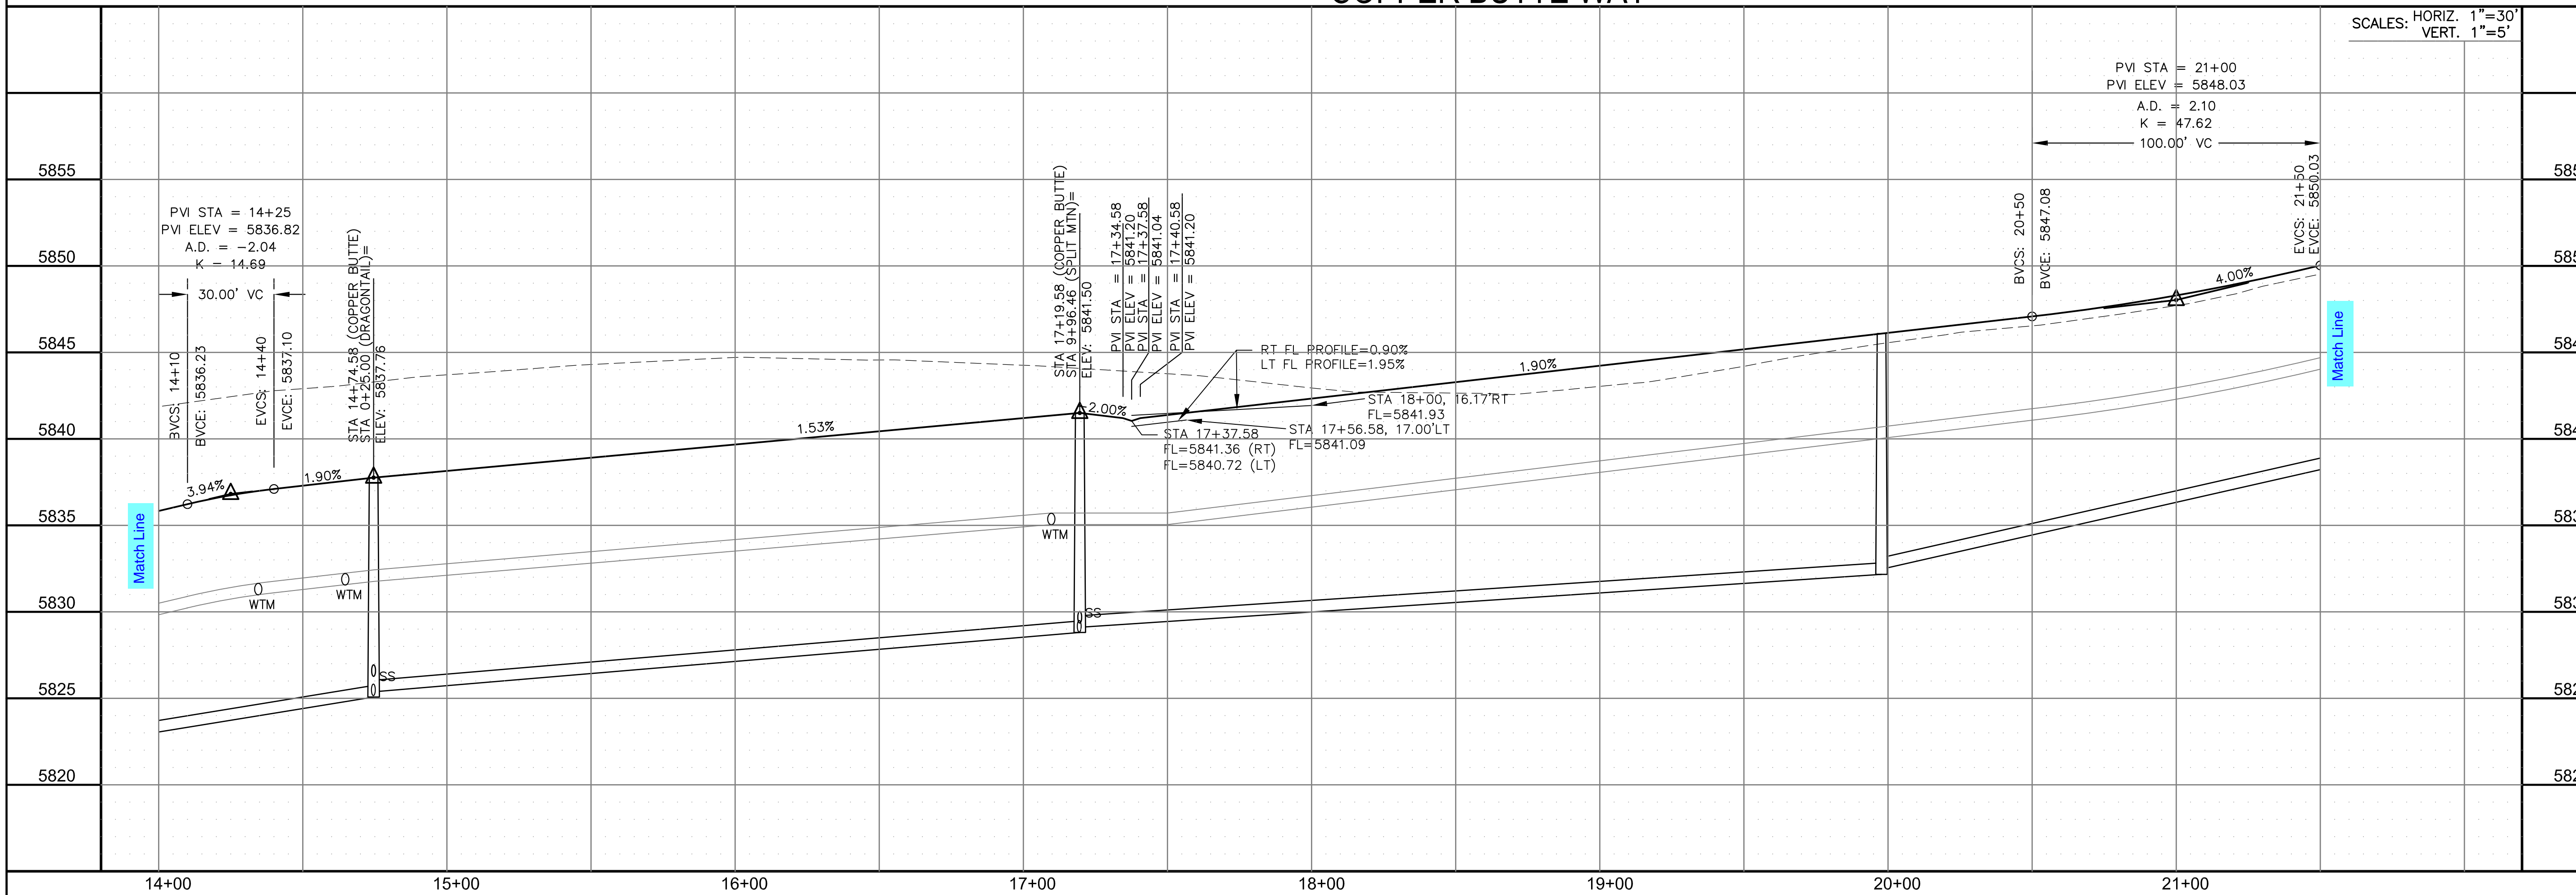 SCALES: HORIZ. 1"=30'
VERT. 1"=5'
PVI STA = 21+00
PVI ELEV = 5848.03
A.D. = 2.10
K = 47.62
100.00' VC
BVCS: 20+50
BVCE: 5847.08
EVCS: 21+50
EVCE: 5850.03
4.00%
PVI STA = 14+25
PVI ELEV = 5836.82
A.D. = -2.04
K = 14.69
30.00' VC
BVCS: 14+10
BVCE: 5836.23
EVCS: 14+40
EVCE: 5837.10
STA 14+74.58 (COPPER BUTTE)
STA 0+25.00 (DRAGONTAIL)=
ELEV: 5837.76
STA 17+19.58 (COPPER BUTTE)
STA 9+96.46 (SPLIT MTN)=
ELEV: 5841.50
PVI STA = 17+34.58
PVI ELEV = 5841.20
PVI STA = 17+37.58
PVI ELEV = 5841.04
PVI STA = 17+40.58
PVI ELEV = 5841.20
RT FL PROFILE=0.90%
LT FL PROFILE=1.95%
1.90%
STA 18+00, 16.17'RT
FL=5841.93
STA 17+56.58, 17.00'LT
FL=5841.09
STA 17+37.58
FL=5841.36 (RT)
FL=5840.72 (LT)
-2.00%
1.53%
1.90%
3.94%
Match Line
Match Line
WTM
WTM
WTM
SS
SS
5855
5850
5845
5840
5835
5830
5825
5820
14+00 15+00 16+00 17+00 18+00 19+00 20+00 21+00